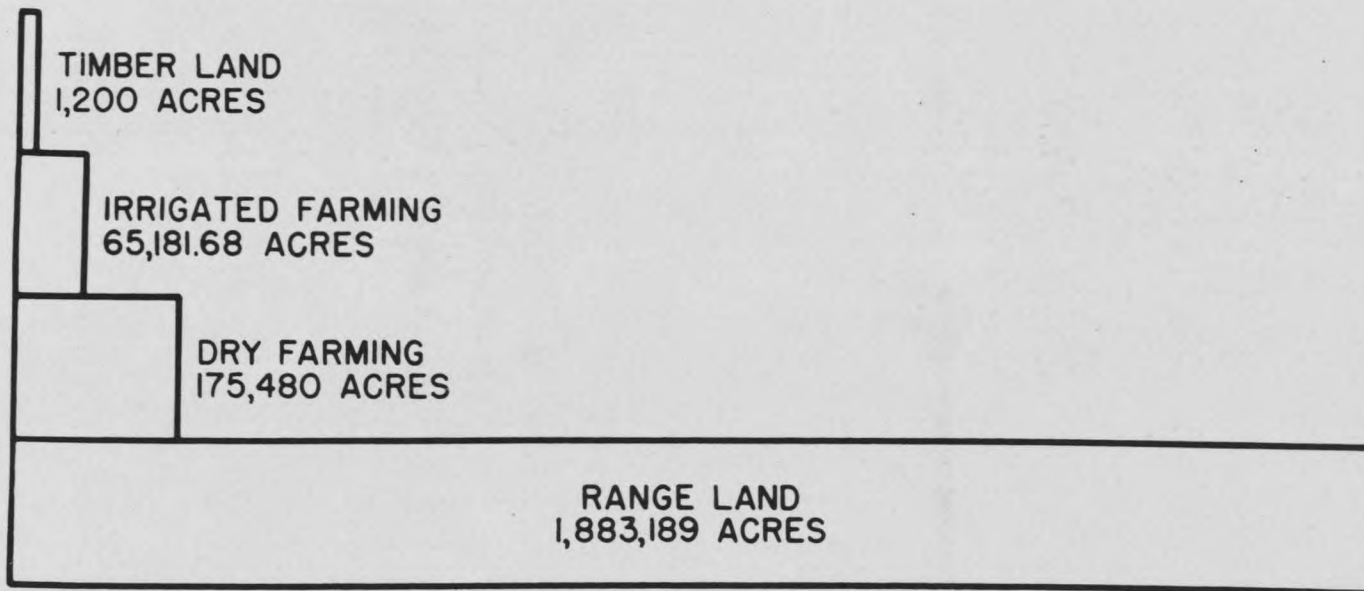 TIMBER LAND
1,200 ACRES
IRRIGATED FARMING
65,181.68 ACRES
DRY FARMING
175,480 ACRES
RANGE LAND
1,883,189 ACRES